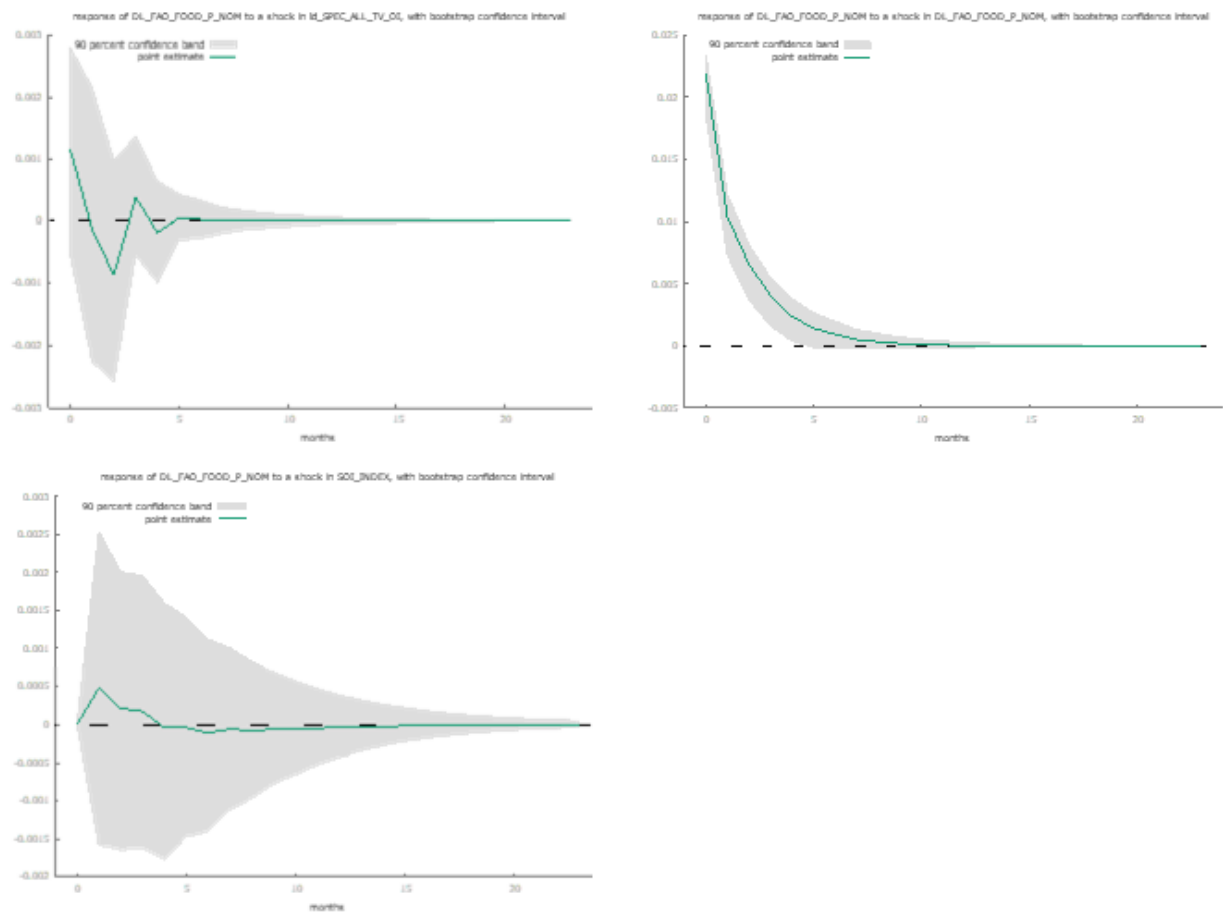 response of DL_FAO_FOOD_P_NOM to a shock in ld_SPEC_ALL_TV_OI, with bootstrap confidence interval
0.003
90 percent confidence band
point estimate
0.002
0.001
0
-0.001
-0.002
-0.003
0 5 10 15 20
months
response of DL_FAO_FOOD_P_NOM to a shock in DL_FAO_FOOD_P_NOM, with bootstrap confidence interval
0.025
90 percent confidence band
point estimate
0.02
0.015
0.01
0.005
0
-0.005
0 5 10 15 20
months
response of DL_FAO_FOOD_P_NOM to a shock in SOI_INDEX, with bootstrap confidence interval
0.003
90 percent confidence band
point estimate
0.0025
0.002
0.0015
0.001
0.0005
0
-0.0005
-0.001
-0.0015
-0.002
0 5 10 15 20
months